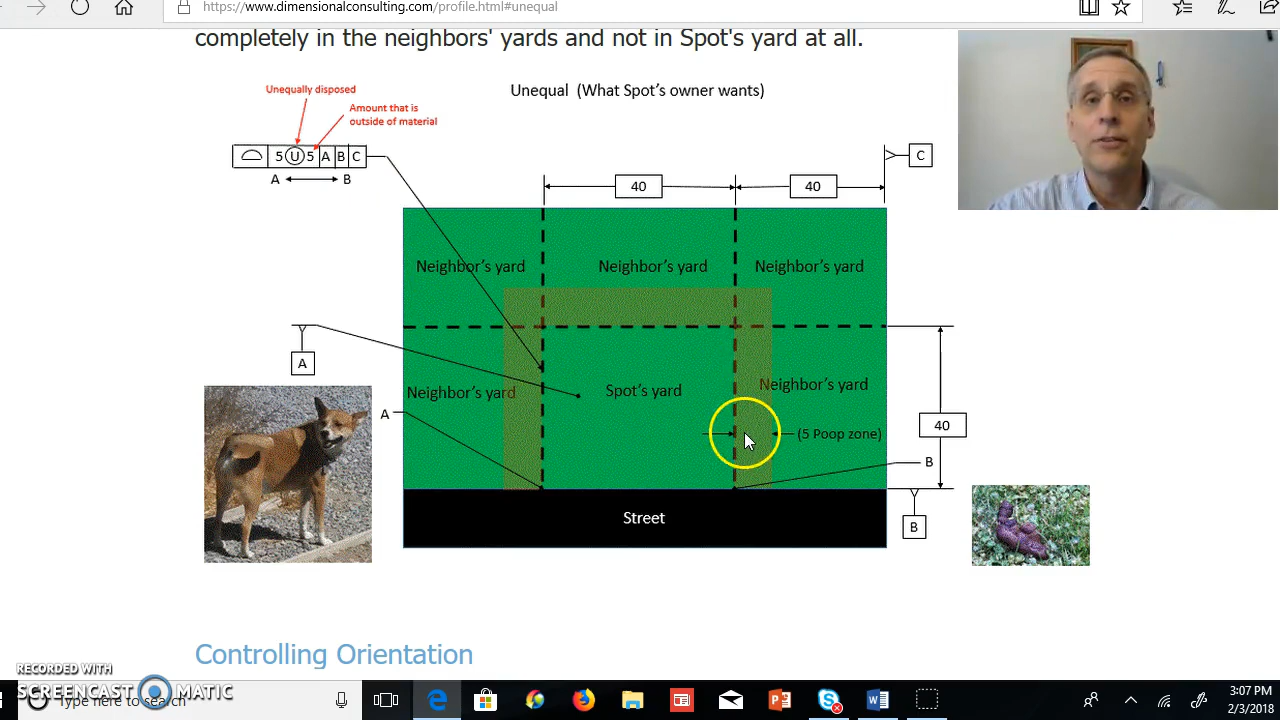 https://www.dimensionalconsulting.com/profile.html#unequal
completely in the neighbors' yards and not in Spot's yard at all.
Unequally disposed
Amount that is
outside of material
Unequal (What Spot's owner wants)
5 U 5 A B C
A B
C
40 40
Neighbor's yard Neighbor's yard Neighbor's yard
A
Neighbor's yard Spot's yard Neighbor's yard
A
40
(5 Poop zone)
B
Street
B
Controlling Orientation
RECORDED WITH
SCREENCAST MATIC
Type here to search
3:07 PM
2/3/2018